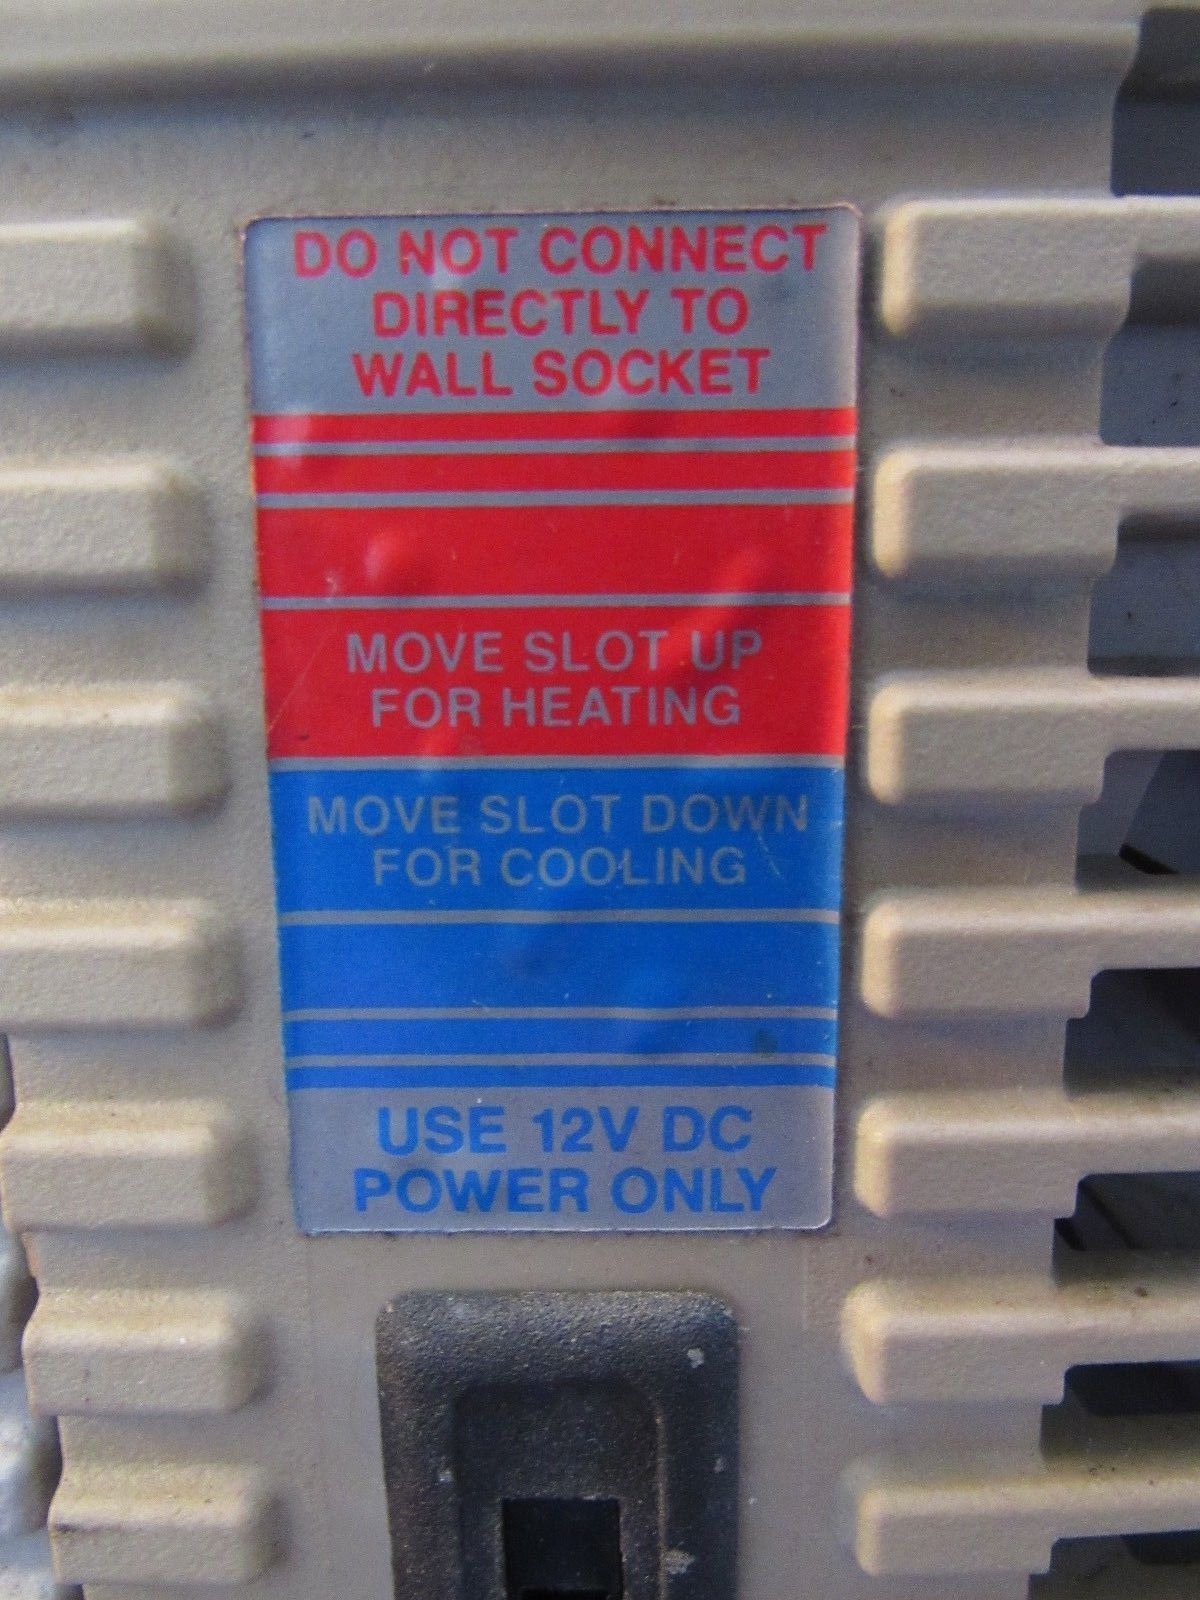 DO NOT CONNECT
DIRECTLY TO
WALL SOCKET
MOVE SLOT UP
FOR HEATING
MOVE SLOT DOWN
FOR COOLING
USE 12V DC
POWER ONLY